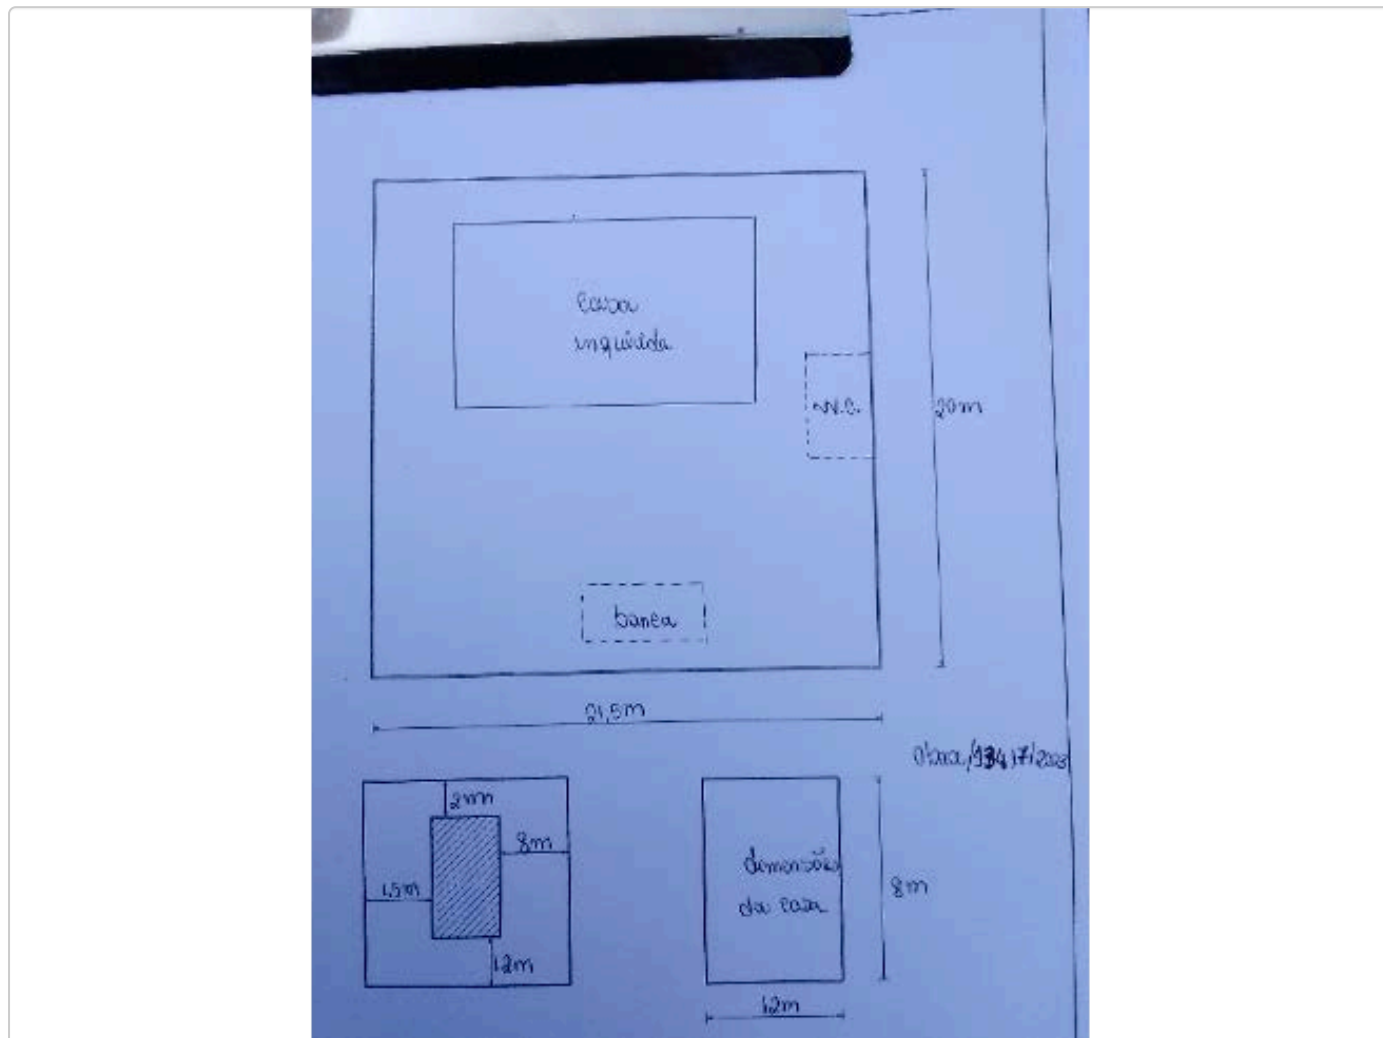 Casa
inquirida
W.C.
20m
banca
21,5m
2m
8m
1,5m
12m
dimensões
da casa
8m
12m